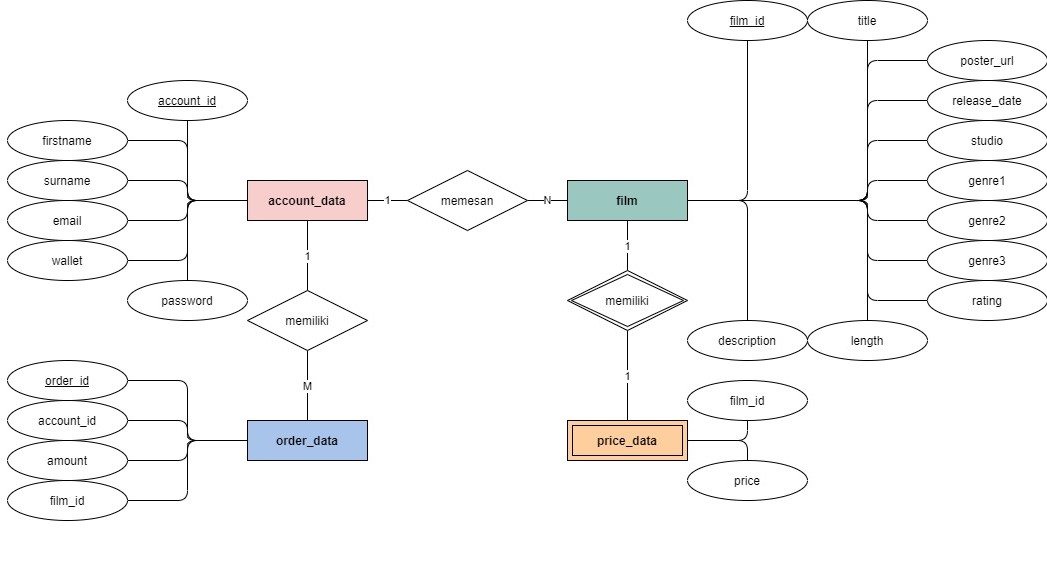 film_id
title
poster_url
account_id
release_date
firstname
studio
surname
genre1
account_data
1
memesan
N
film
email
genre2
wallet
1
1
genre3
password
memiliki
memiliki
rating
description
length
order_id
M
1
film_id
account_id
order_data
price_data
amount
price
film_id